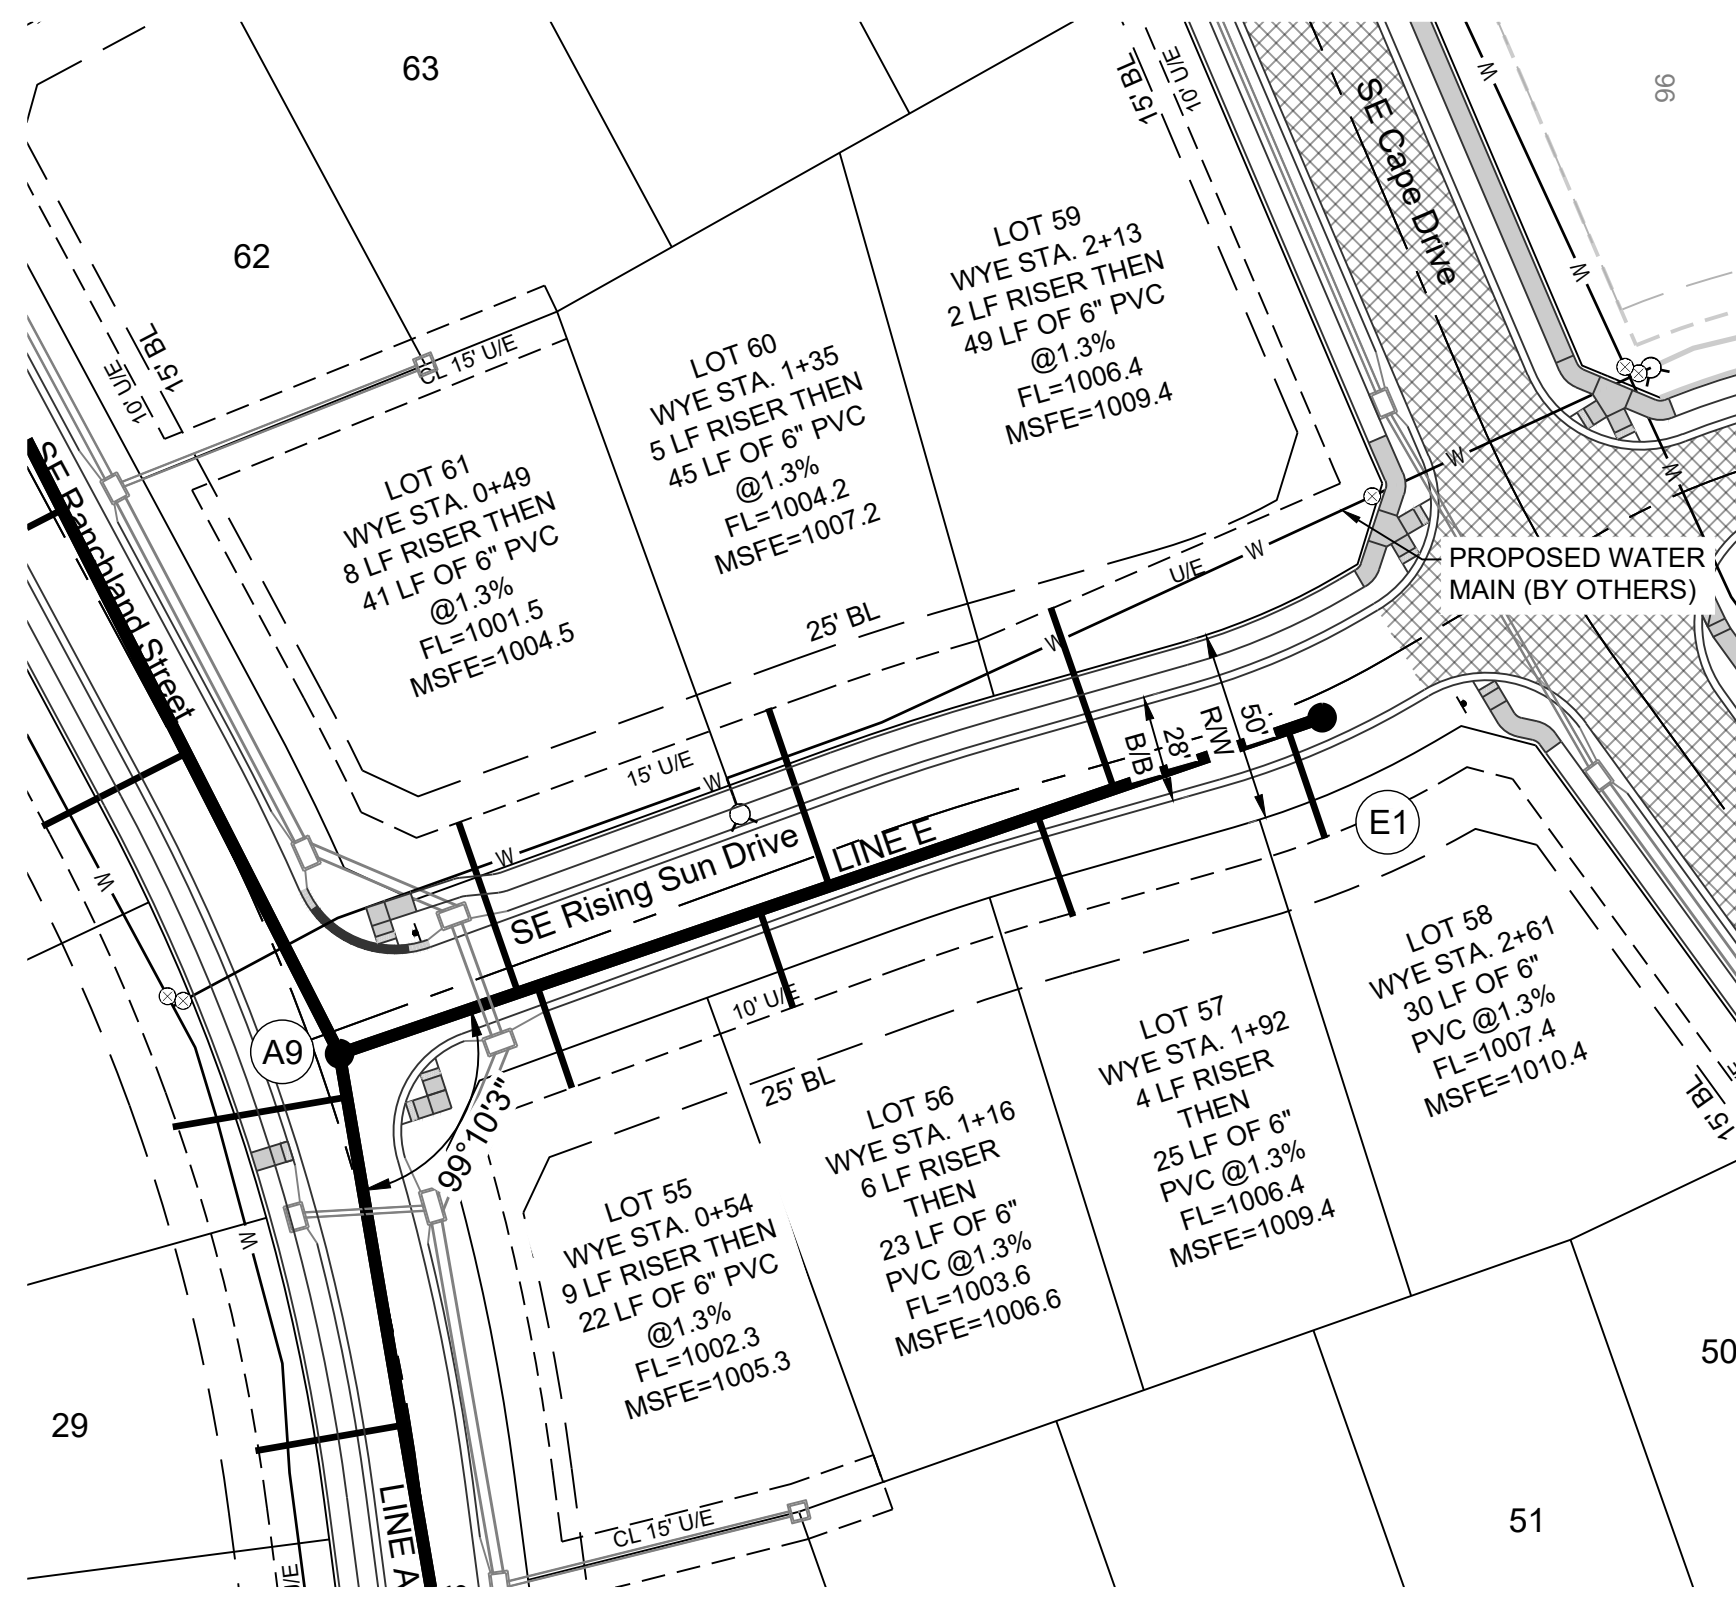 63
62
15' BL
10' U/E
SE Cape Drive
96
LOT 59
WYE STA. 2+13
2 LF RISER THEN
49 LF OF 6" PVC
@1.3%
FL=1006.4
MSFE=1009.4
LOT 60
WYE STA. 1+35
5 LF RISER THEN
45 LF OF 6" PVC
@1.3%
FL=1004.2
MSFE=1007.2
LOT 61
WYE STA. 0+49
8 LF RISER THEN
41 LF OF 6" PVC
@1.3%
FL=1001.5
MSFE=1004.5
10' U/E
15' BL
CL 15' U/E
SE Ranchland Street
W
W
W
W
W
W
W
W
W
W
W
PROPOSED WATER
MAIN (BY OTHERS)
U/E
25' BL
15' U/E
50'
R/W
28'
B/B
E1
SE Rising Sun Drive
LINE E
A9
99°10'3"
10' U/E
25' BL
LOT 58
WYE STA. 2+61
30 LF OF 6"
PVC @1.3%
FL=1007.4
MSFE=1010.4
LOT 57
WYE STA. 1+92
4 LF RISER
THEN
25 LF OF 6"
PVC @1.3%
FL=1006.4
MSFE=1009.4
LOT 56
WYE STA. 1+16
6 LF RISER
THEN
23 LF OF 6"
PVC @1.3%
FL=1003.6
MSFE=1006.6
LOT 55
WYE STA. 0+54
9 LF RISER THEN
22 LF OF 6" PVC
@1.3%
FL=1002.3
MSFE=1005.3
15' BL
50
29
51
CL 15' U/E
LINE A
U/E